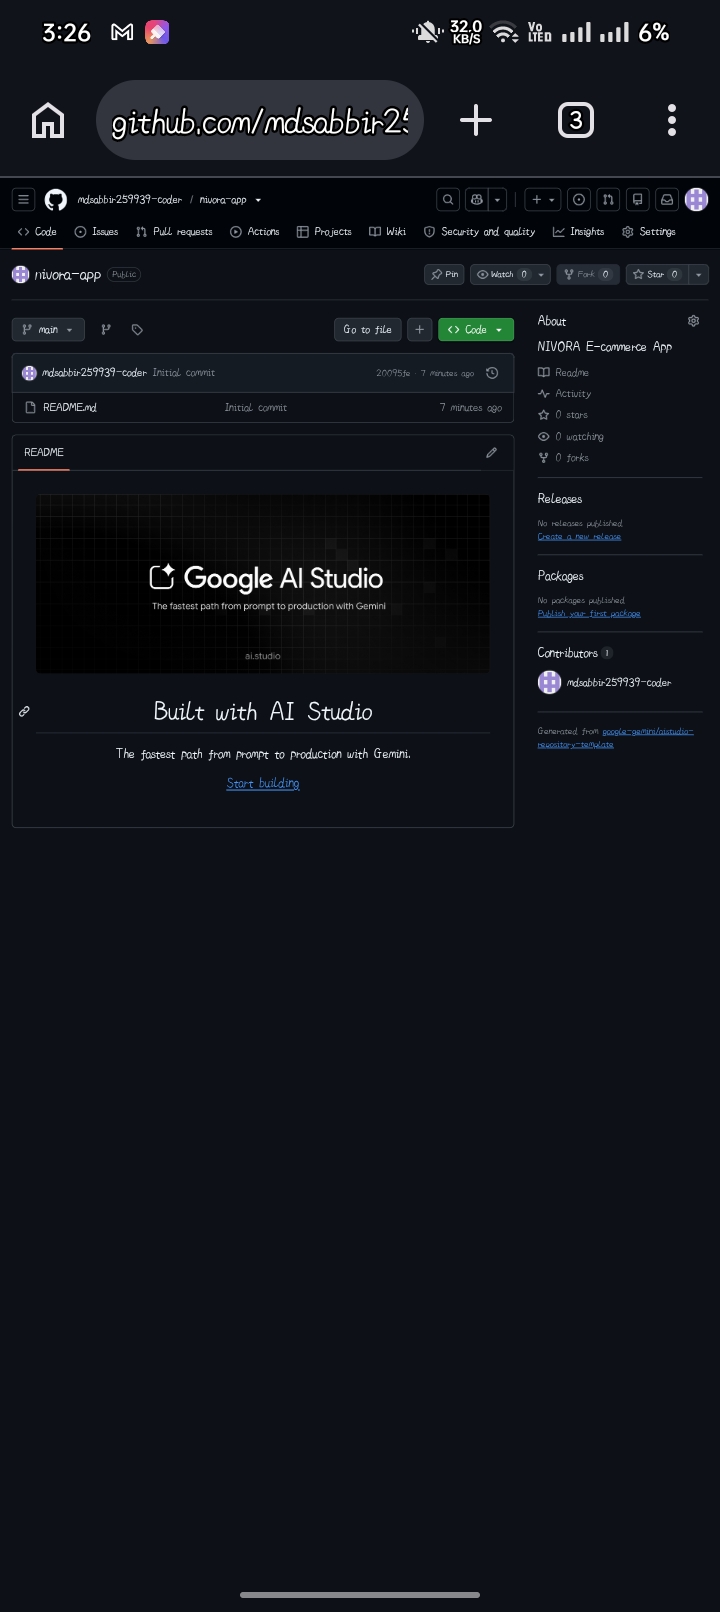 3:26
32.0 KB/S
Vo LTE
6%
github.com/mdsabbir25
3
mdsabbir259939-coder / nivora-app
Code Issues Pull requests Actions Projects Wiki Security and quality Insights Settings
nivora-app Public
Pin Watch 0 Fork 0 Star 0
main
Go to file
Code
mdsabbir259939-coder Initial commit
20095fe · 7 minutes ago
README.md Initial commit 7 minutes ago
README
Google AI Studio
The fastest path from prompt to production with Gemini
ai.studio
Built with AI Studio
The fastest path from prompt to production with Gemini.
Start building
About
NIVORA E-commerce App
Readme
Activity
0 stars
0 watching
0 forks
Releases
No releases published
Create a new release
Packages
No packages published
Publish your first package
Contributors 1
mdsabbir259939-coder
Generated from google-gemini/aistudio-
repository-template